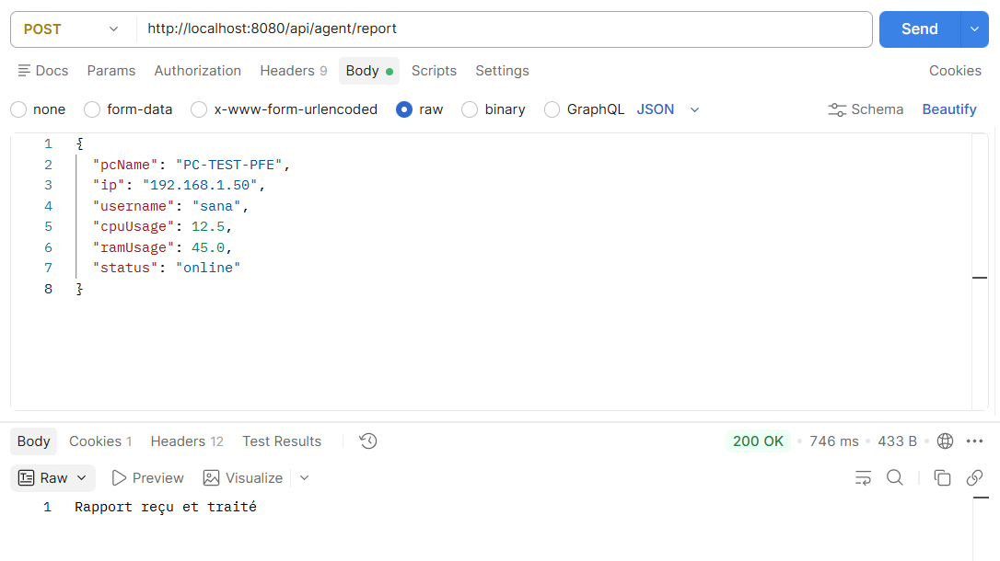 POST http://localhost:8080/api/agent/report Send
Docs Params Authorization Headers 9 Body Scripts Settings Cookies
none form-data x-www-form-urlencoded raw binary GraphQL JSON Schema Beautify
1 {
2 "pcName": "PC-TEST-PFE",
3 "ip": "192.168.1.50",
4 "username": "sana",
5 "cpuUsage": 12.5,
6 "ramUsage": 45.0,
7 "status": "online"
8 }
Body Cookies 1 Headers 12 Test Results 200 OK 746 ms 433 B
Raw Preview Visualize
1 Rapport reçu et traité